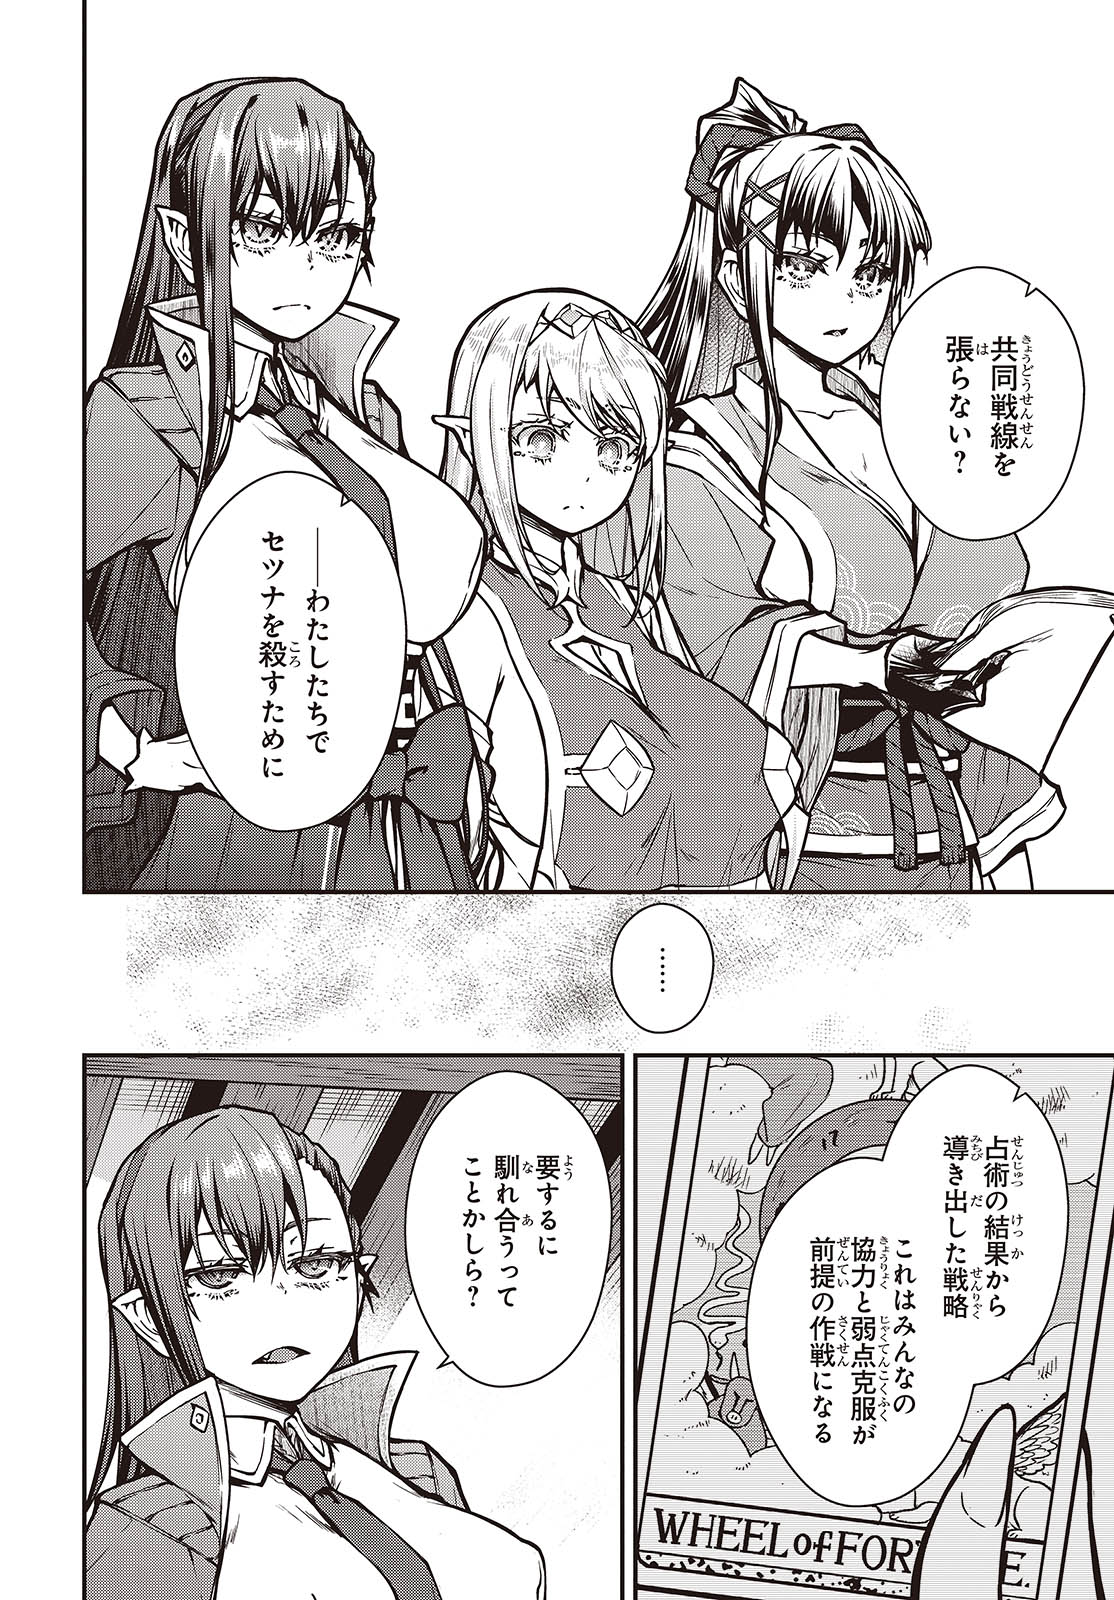 共同戦線を
張らない?
――わたしたちで
セツナを殺すために
……
占術の結果から
導き出した戦略
これはみんなの
協力と弱点克服が
前提の作戦になる
17
WHEEL of FOR E.
要するに
馴れ合うって
ことかしら?